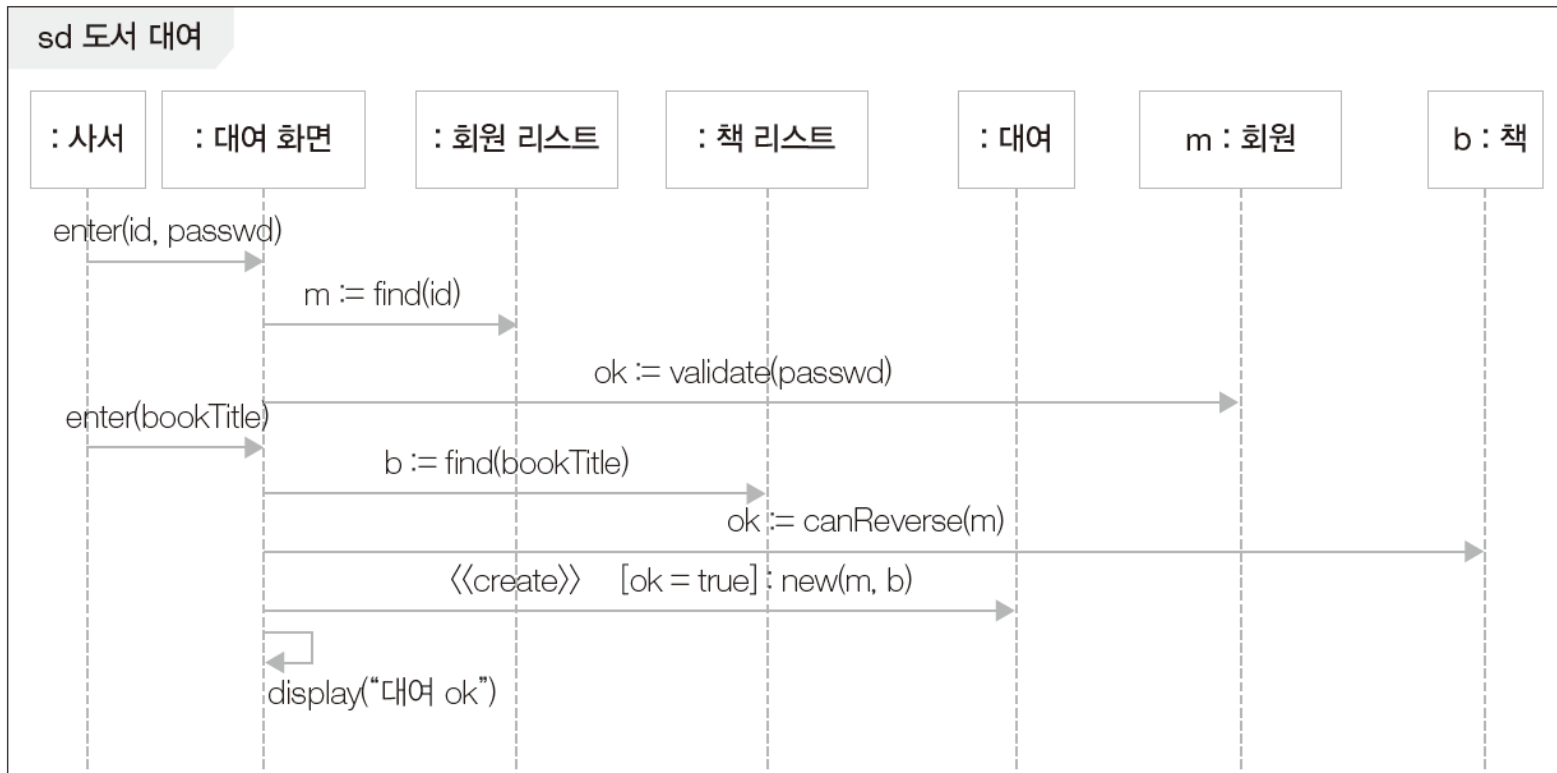 sd 도서 대여
: 사서
: 대여 화면
: 회원 리스트
: 책 리스트
: 대여
m : 회원
b : 책
enter(id, passwd)
m := find(id)
ok := validate(passwd)
enter(bookTitle)
b := find(bookTitle)
ok := canReverse(m)
《create》 [ok = true] : new(m, b)
display(“대여 ok”)